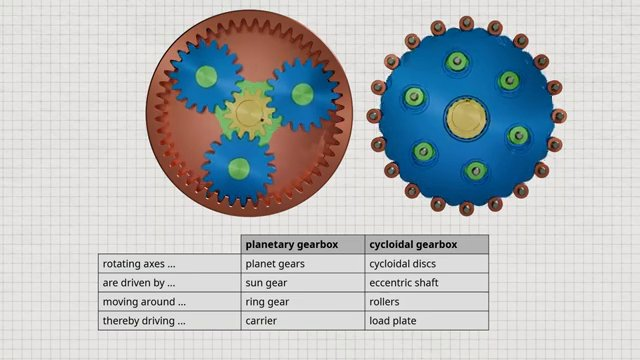 planetary gearbox cycloidal gearbox
rotating axes ... planet gears cycloidal discs
are driven by ... sun gear eccentric shaft
moving around ... ring gear rollers
thereby driving ... carrier load plate